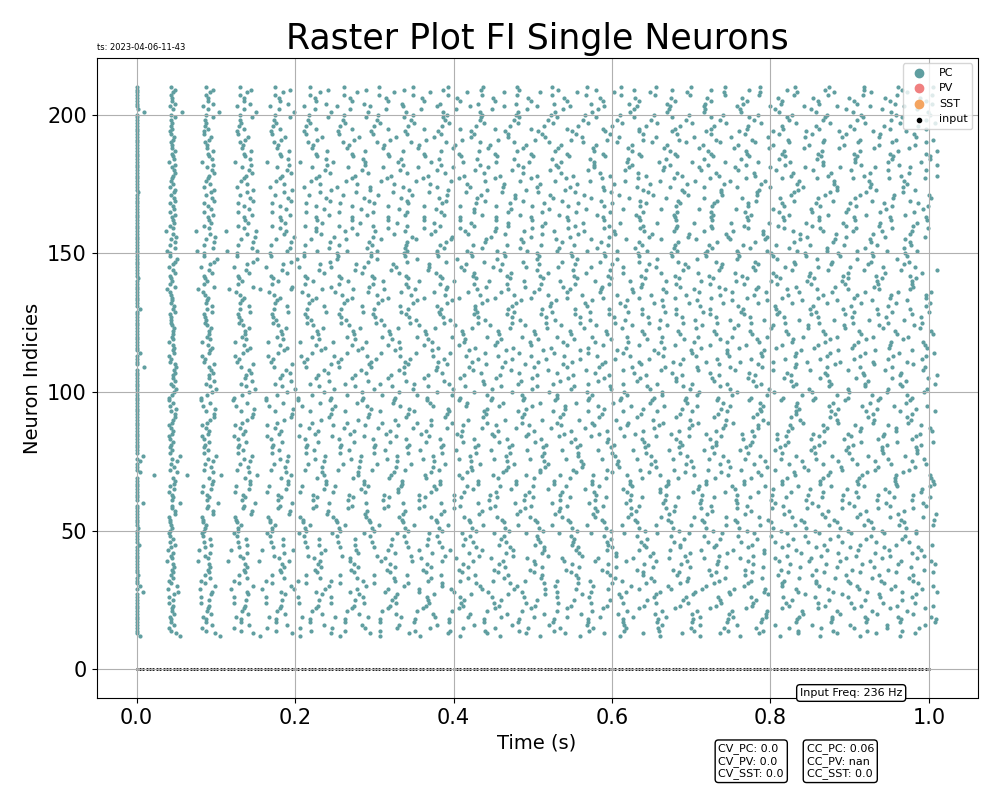 Raster Plot FI Single Neurons
ts: 2023-04-06-11-43
PC
PV
SST
input
200
150
100
50
0
Neuron Indicies
Input Freq: 236 Hz
0.0 0.2 0.4 0.6 0.8 1.0
Time (s)
CV_PC: 0.0
CV_PV: 0.0
CV_SST: 0.0
CC_PC: 0.06
CC_PV: nan
CC_SST: 0.0